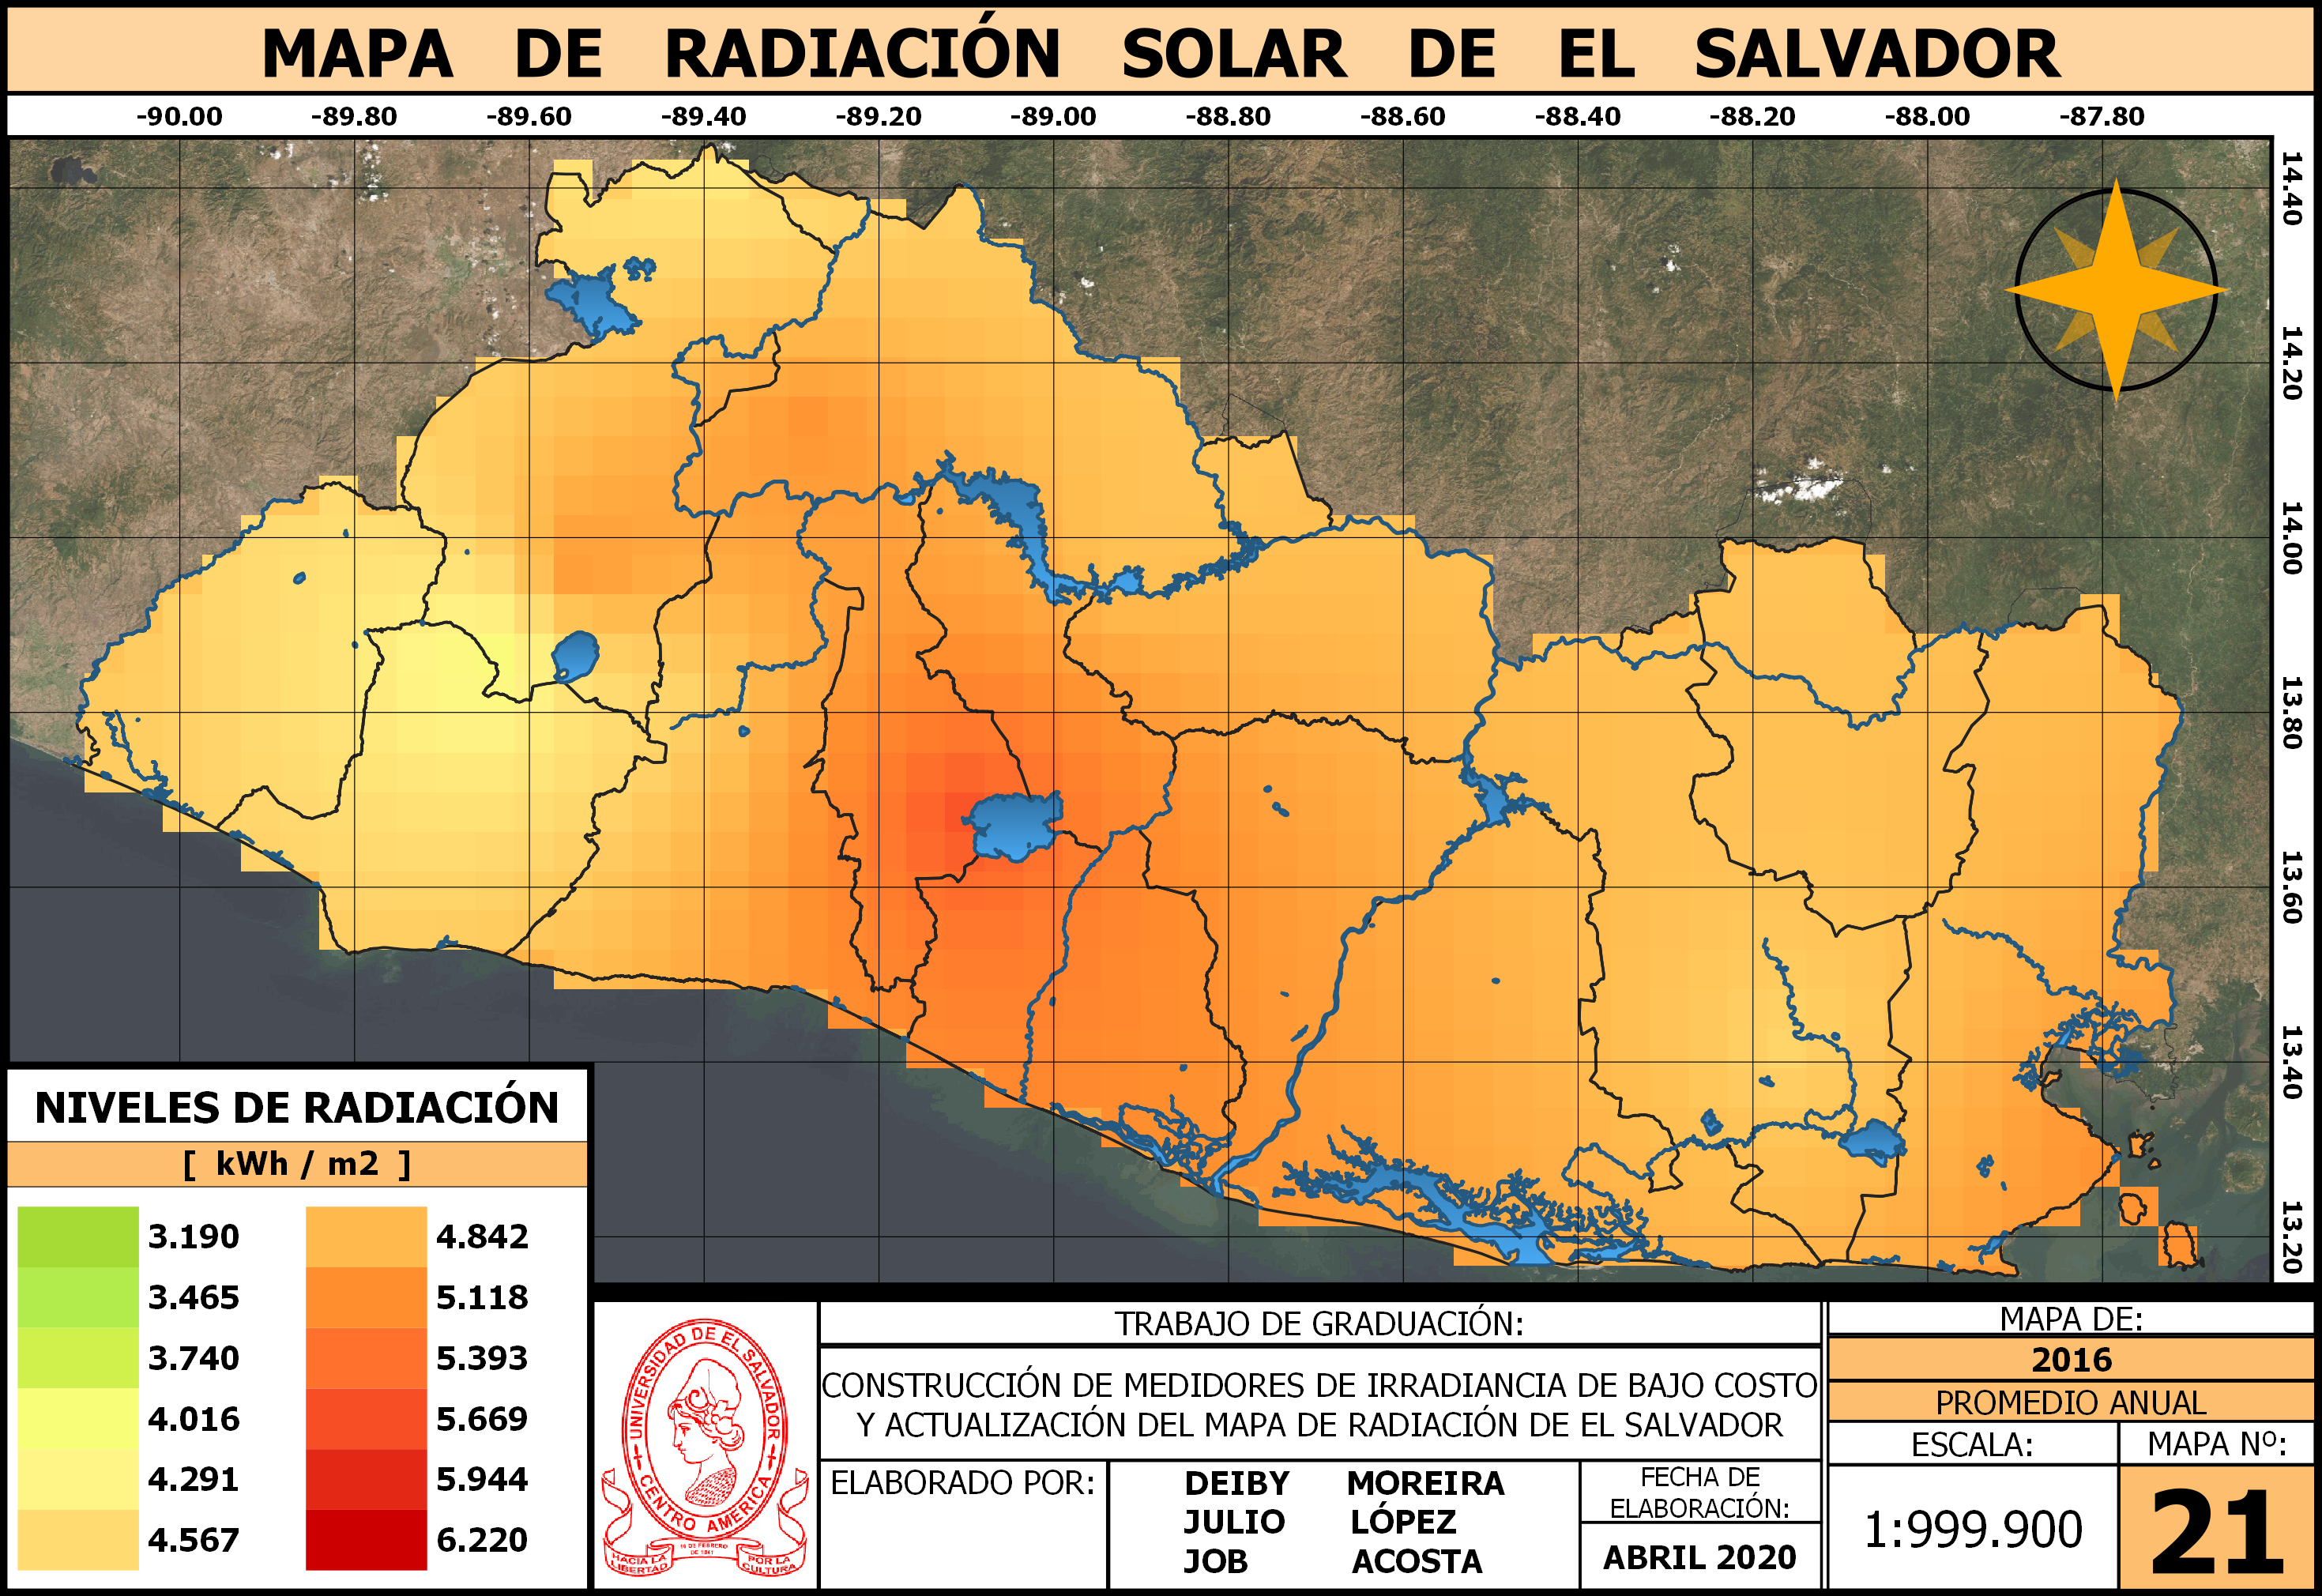 MAPA DE RADIACIÓN SOLAR DE EL SALVADOR
-90.00 -89.80 -89.60 -89.40 -89.20 -89.00 -88.80 -88.60 -88.40 -88.20 -88.00 -87.80
14.40
14.20
14.00
13.80
13.60
13.40
13.20
NIVELES DE RADIACIÓN
[ kWh / m2 ]
3.190 4.842
3.465 5.118
3.740 5.393
4.016 5.669
4.291 5.944
4.567 6.220
UNIVERSIDAD DE EL SALVADOR
CENTRO AMERICA
HACIA LA LIBERTAD
16 DE FEBRERO
DE 1841
POR LA CULTURA
TRABAJO DE GRADUACIÓN:
CONSTRUCCIÓN DE MEDIDORES DE IRRADIANCIA DE BAJO COSTO
Y ACTUALIZACIÓN DEL MAPA DE RADIACIÓN DE EL SALVADOR
ELABORADO POR:
DEIBY MOREIRA
JULIO LÓPEZ
JOB ACOSTA
FECHA DE
ELABORACIÓN:
ABRIL 2020
MAPA DE:
2016
PROMEDIO ANUAL
ESCALA:
1:999.900
MAPA Nº:
21